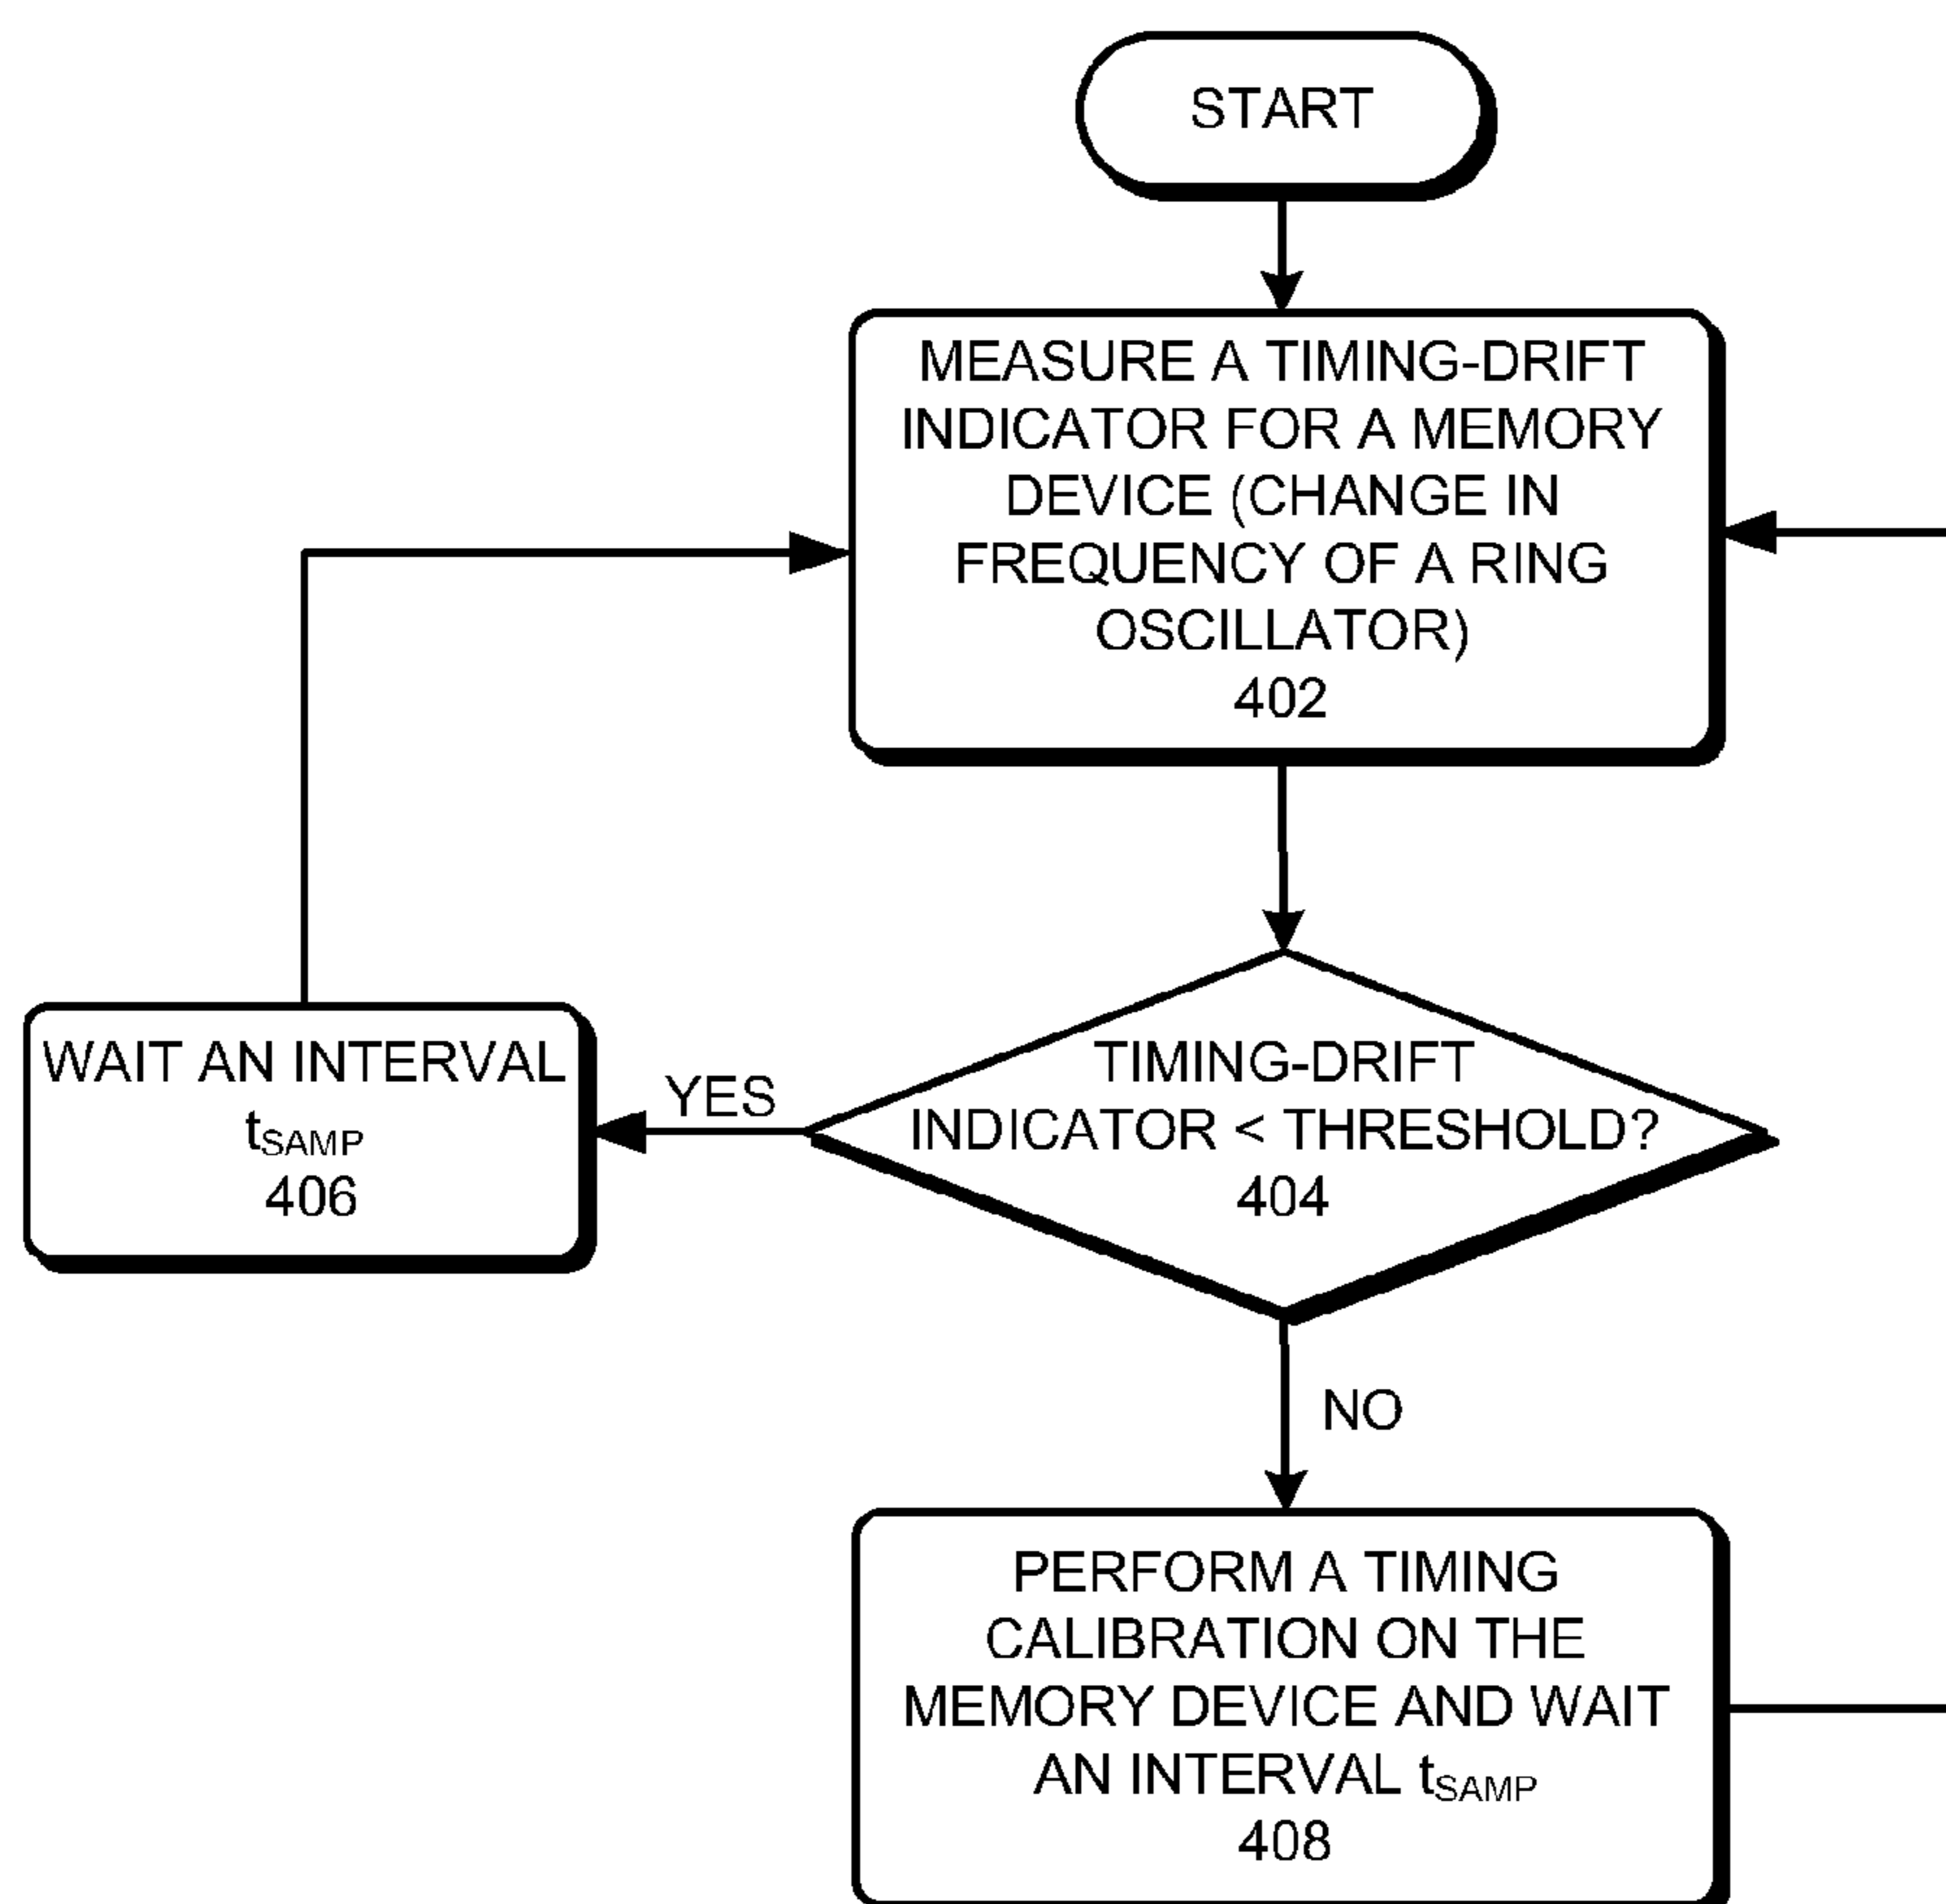 START
MEASURE A TIMING-DRIFT
INDICATOR FOR A MEMORY
DEVICE (CHANGE IN
FREQUENCY OF A RING
OSCILLATOR)
402
WAIT AN INTERVAL
tSAMP
406
YES
TIMING-DRIFT
INDICATOR < THRESHOLD?
404
NO
PERFORM A TIMING
CALIBRATION ON THE
MEMORY DEVICE AND WAIT
AN INTERVAL tSAMP
408